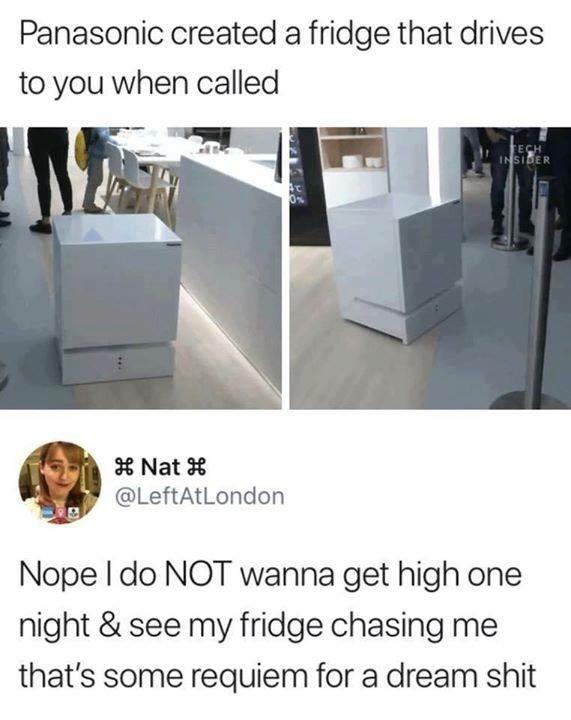 Panasonic created a fridge that drives
to you when called
TECH
INSIDER
⌘ Nat ⌘
@LeftAtLondon
Nope I do NOT wanna get high one
night & see my fridge chasing me
that's some requiem for a dream shit